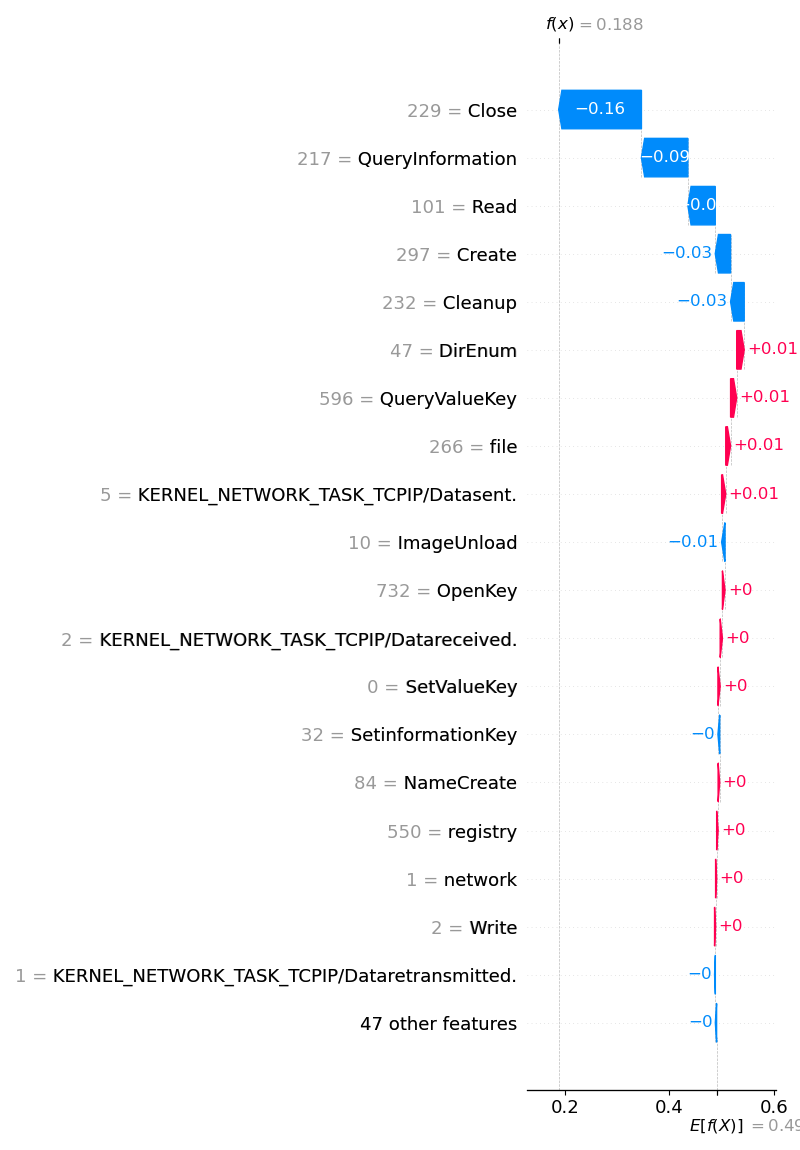 f(x) = 0.188
229 = Close
−0.16
217 = QueryInformation
−0.09
101 = Read
-0.0
297 = Create
−0.03
232 = Cleanup
−0.03
47 = DirEnum
+0.01
596 = QueryValueKey
+0.01
266 = file
+0.01
5 = KERNEL_NETWORK_TASK_TCPIP/Datasent.
+0.01
10 = ImageUnload
−0.01
732 = OpenKey
+0
2 = KERNEL_NETWORK_TASK_TCPIP/Datareceived.
+0
0 = SetValueKey
+0
32 = SetinformationKey
−0
84 = NameCreate
+0
550 = registry
+0
1 = network
+0
2 = Write
+0
1 = KERNEL_NETWORK_TASK_TCPIP/Dataretransmitted.
−0
47 other features
−0
0.2 0.4 0.6
E[f(X)] = 0.49